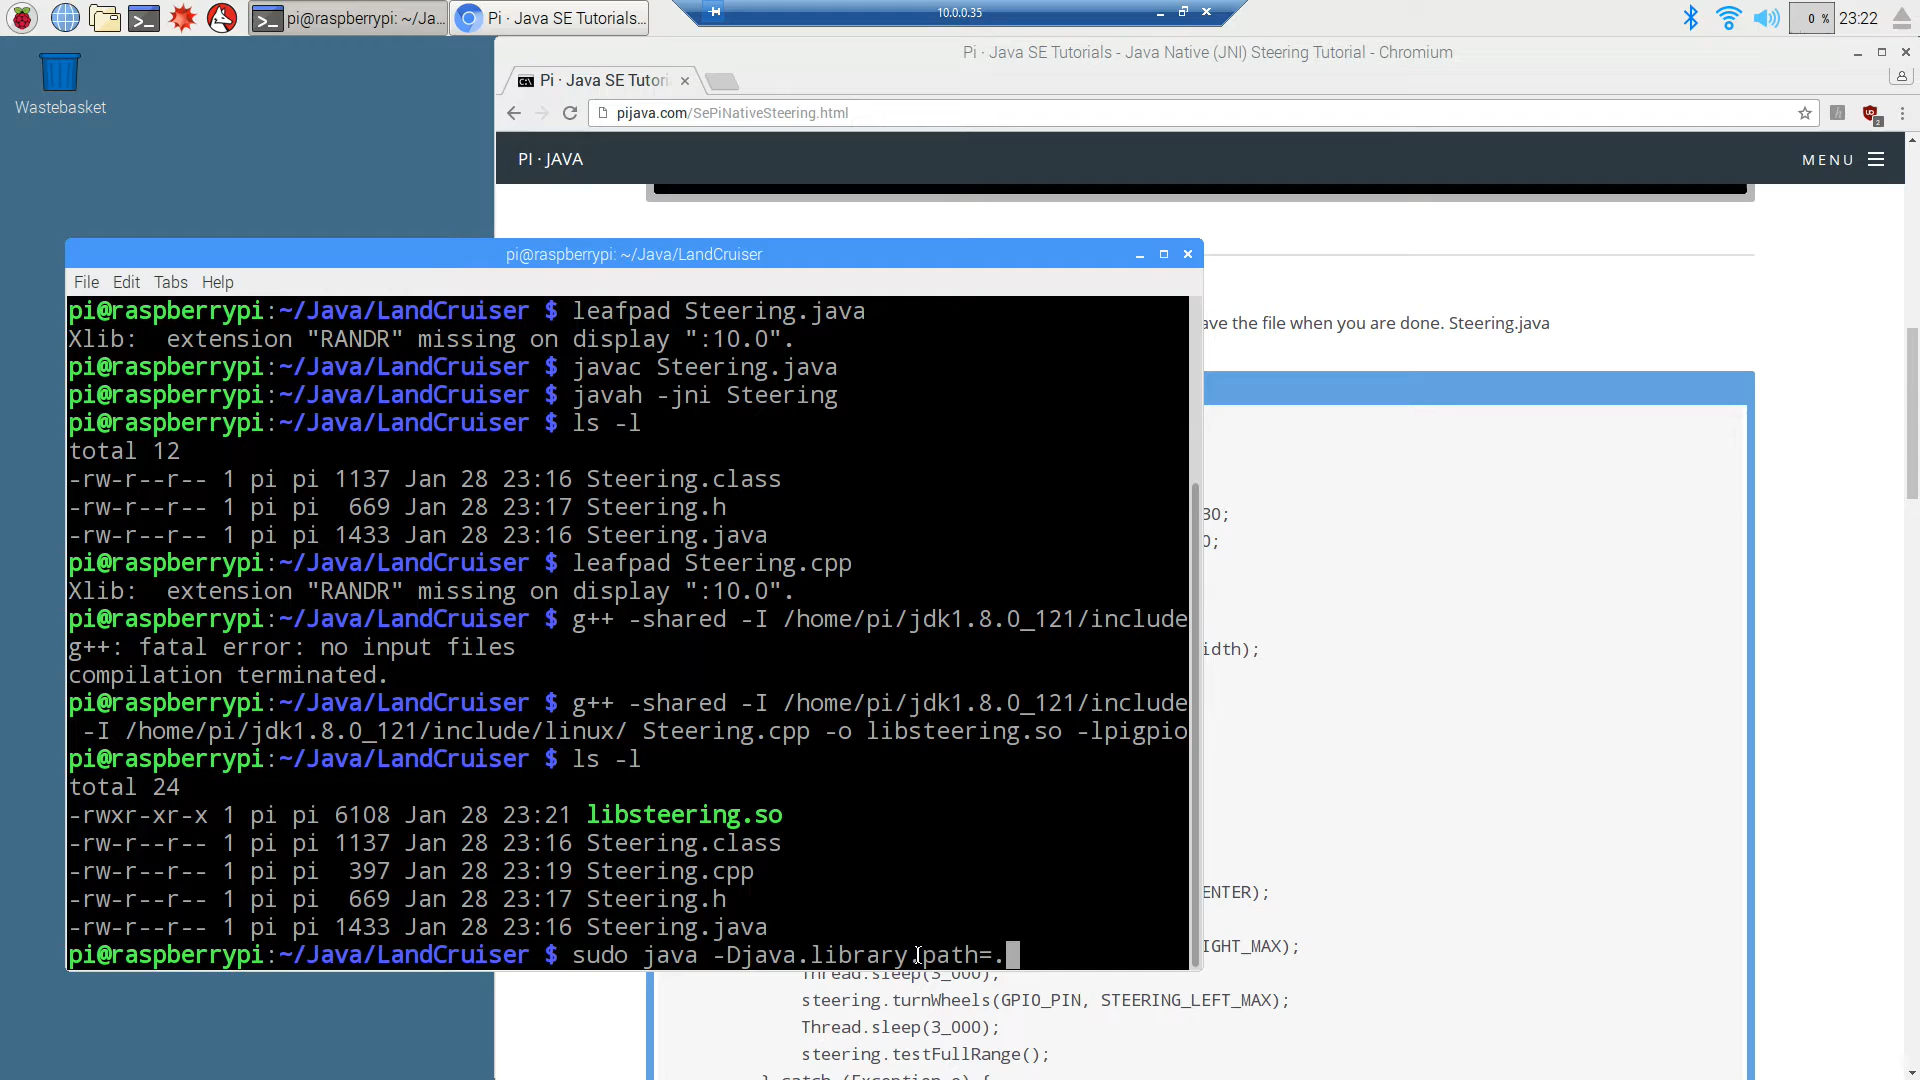 pi@raspberrypi: ~/Ja...
Pi · Java SE Tutorials...
10.0.0.35
0 %
23:22
Wastebasket
Pi · Java SE Tutorials - Java Native (JNI) Steering Tutorial - Chromium
Pi · Java SE Tutori
pijava.com/SePiNativeSteering.html
2
PI · JAVA
MENU
pi@raspberrypi: ~/Java/LandCruiser
File Edit Tabs Help
pi@raspberrypi:~/Java/LandCruiser $ leafpad Steering.java
Xlib:  extension "RANDR" missing on display ":10.0".
pi@raspberrypi:~/Java/LandCruiser $ javac Steering.java
pi@raspberrypi:~/Java/LandCruiser $ javah -jni Steering
pi@raspberrypi:~/Java/LandCruiser $ ls -l
total 12
-rw-r--r-- 1 pi pi 1137 Jan 28 23:16 Steering.class
-rw-r--r-- 1 pi pi  669 Jan 28 23:17 Steering.h
-rw-r--r-- 1 pi pi 1433 Jan 28 23:16 Steering.java
pi@raspberrypi:~/Java/LandCruiser $ leafpad Steering.cpp
Xlib:  extension "RANDR" missing on display ":10.0".
pi@raspberrypi:~/Java/LandCruiser $ g++ -shared -I /home/pi/jdk1.8.0_121/include
g++: fatal error: no input files
compilation terminated.
pi@raspberrypi:~/Java/LandCruiser $ g++ -shared -I /home/pi/jdk1.8.0_121/include
 -I /home/pi/jdk1.8.0_121/include/linux/ Steering.cpp -o libsteering.so -lpigpio
pi@raspberrypi:~/Java/LandCruiser $ ls -l
total 24
-rwxr-xr-x 1 pi pi 6108 Jan 28 23:21 libsteering.so
-rw-r--r-- 1 pi pi 1137 Jan 28 23:16 Steering.class
-rw-r--r-- 1 pi pi  397 Jan 28 23:19 Steering.cpp
-rw-r--r-- 1 pi pi  669 Jan 28 23:17 Steering.h
-rw-r--r-- 1 pi pi 1433 Jan 28 23:16 Steering.java
pi@raspberrypi:~/Java/LandCruiser $ sudo java -Djava.library.path=.
ave the file when you are done. Steering.java
30;
0;
idth);
ENTER);
IGHT_MAX);
Thread.sleep(3_000);
steering.turnWheels(GPIO_PIN, STEERING_LEFT_MAX);
Thread.sleep(3_000);
steering.testFullRange();
} catch (Exception e) {